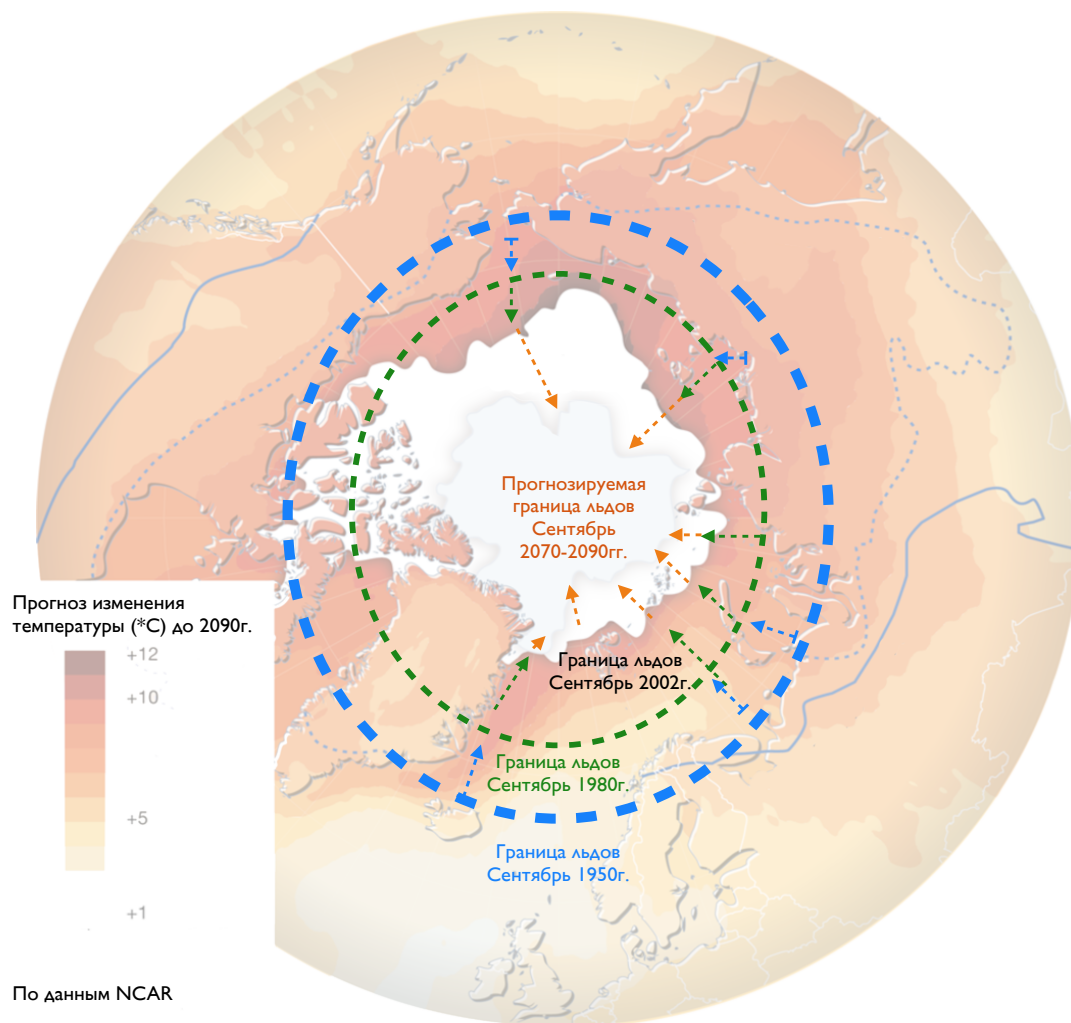 Прогнозируемая
граница льдов
Сентябрь
2070-2090гг.
Прогноз изменения
температуры (*С) до 2090г.
+12
+10
+5
+1
Граница льдов
Сентябрь 2002г.
Граница льдов
Сентябрь 1980г.
Граница льдов
Сентябрь 1950г.
По данным NCAR